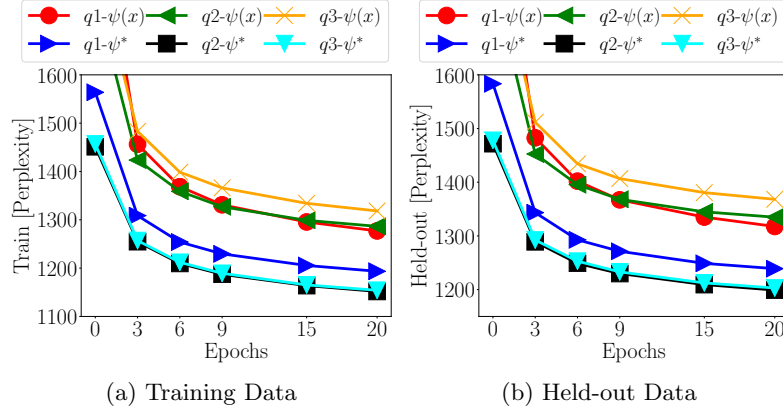 q1-ψ(x) q2-ψ(x) q3-ψ(x)
q1-ψ* q2-ψ* q3-ψ*
1600
1500
1400
1300
1200
1100
Train [Perplexity]
0 3 6 9 15 20
Epochs
(a) Training Data
q1-ψ(x) q2-ψ(x) q3-ψ(x)
q1-ψ* q2-ψ* q3-ψ*
1600
1500
1400
1300
1200
Held-out [Perplexity]
0 3 6 9 15 20
Epochs
(b) Held-out Data